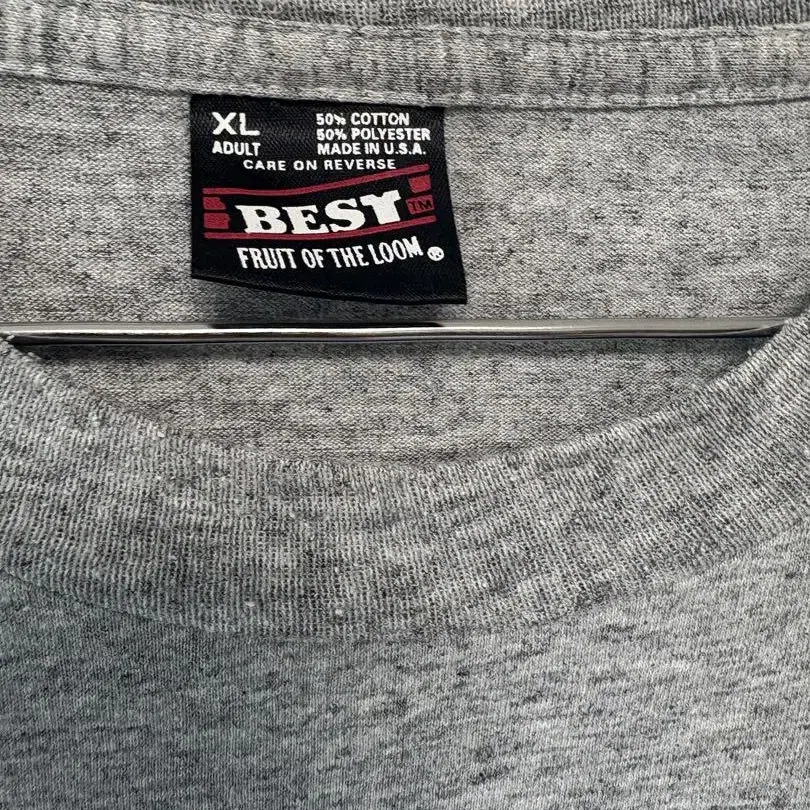 XL
ADULT
50% COTTON
50% POLYESTER
MADE IN U.S.A.
CARE ON REVERSE
BEST TM
FRUIT OF THE LOOM ®